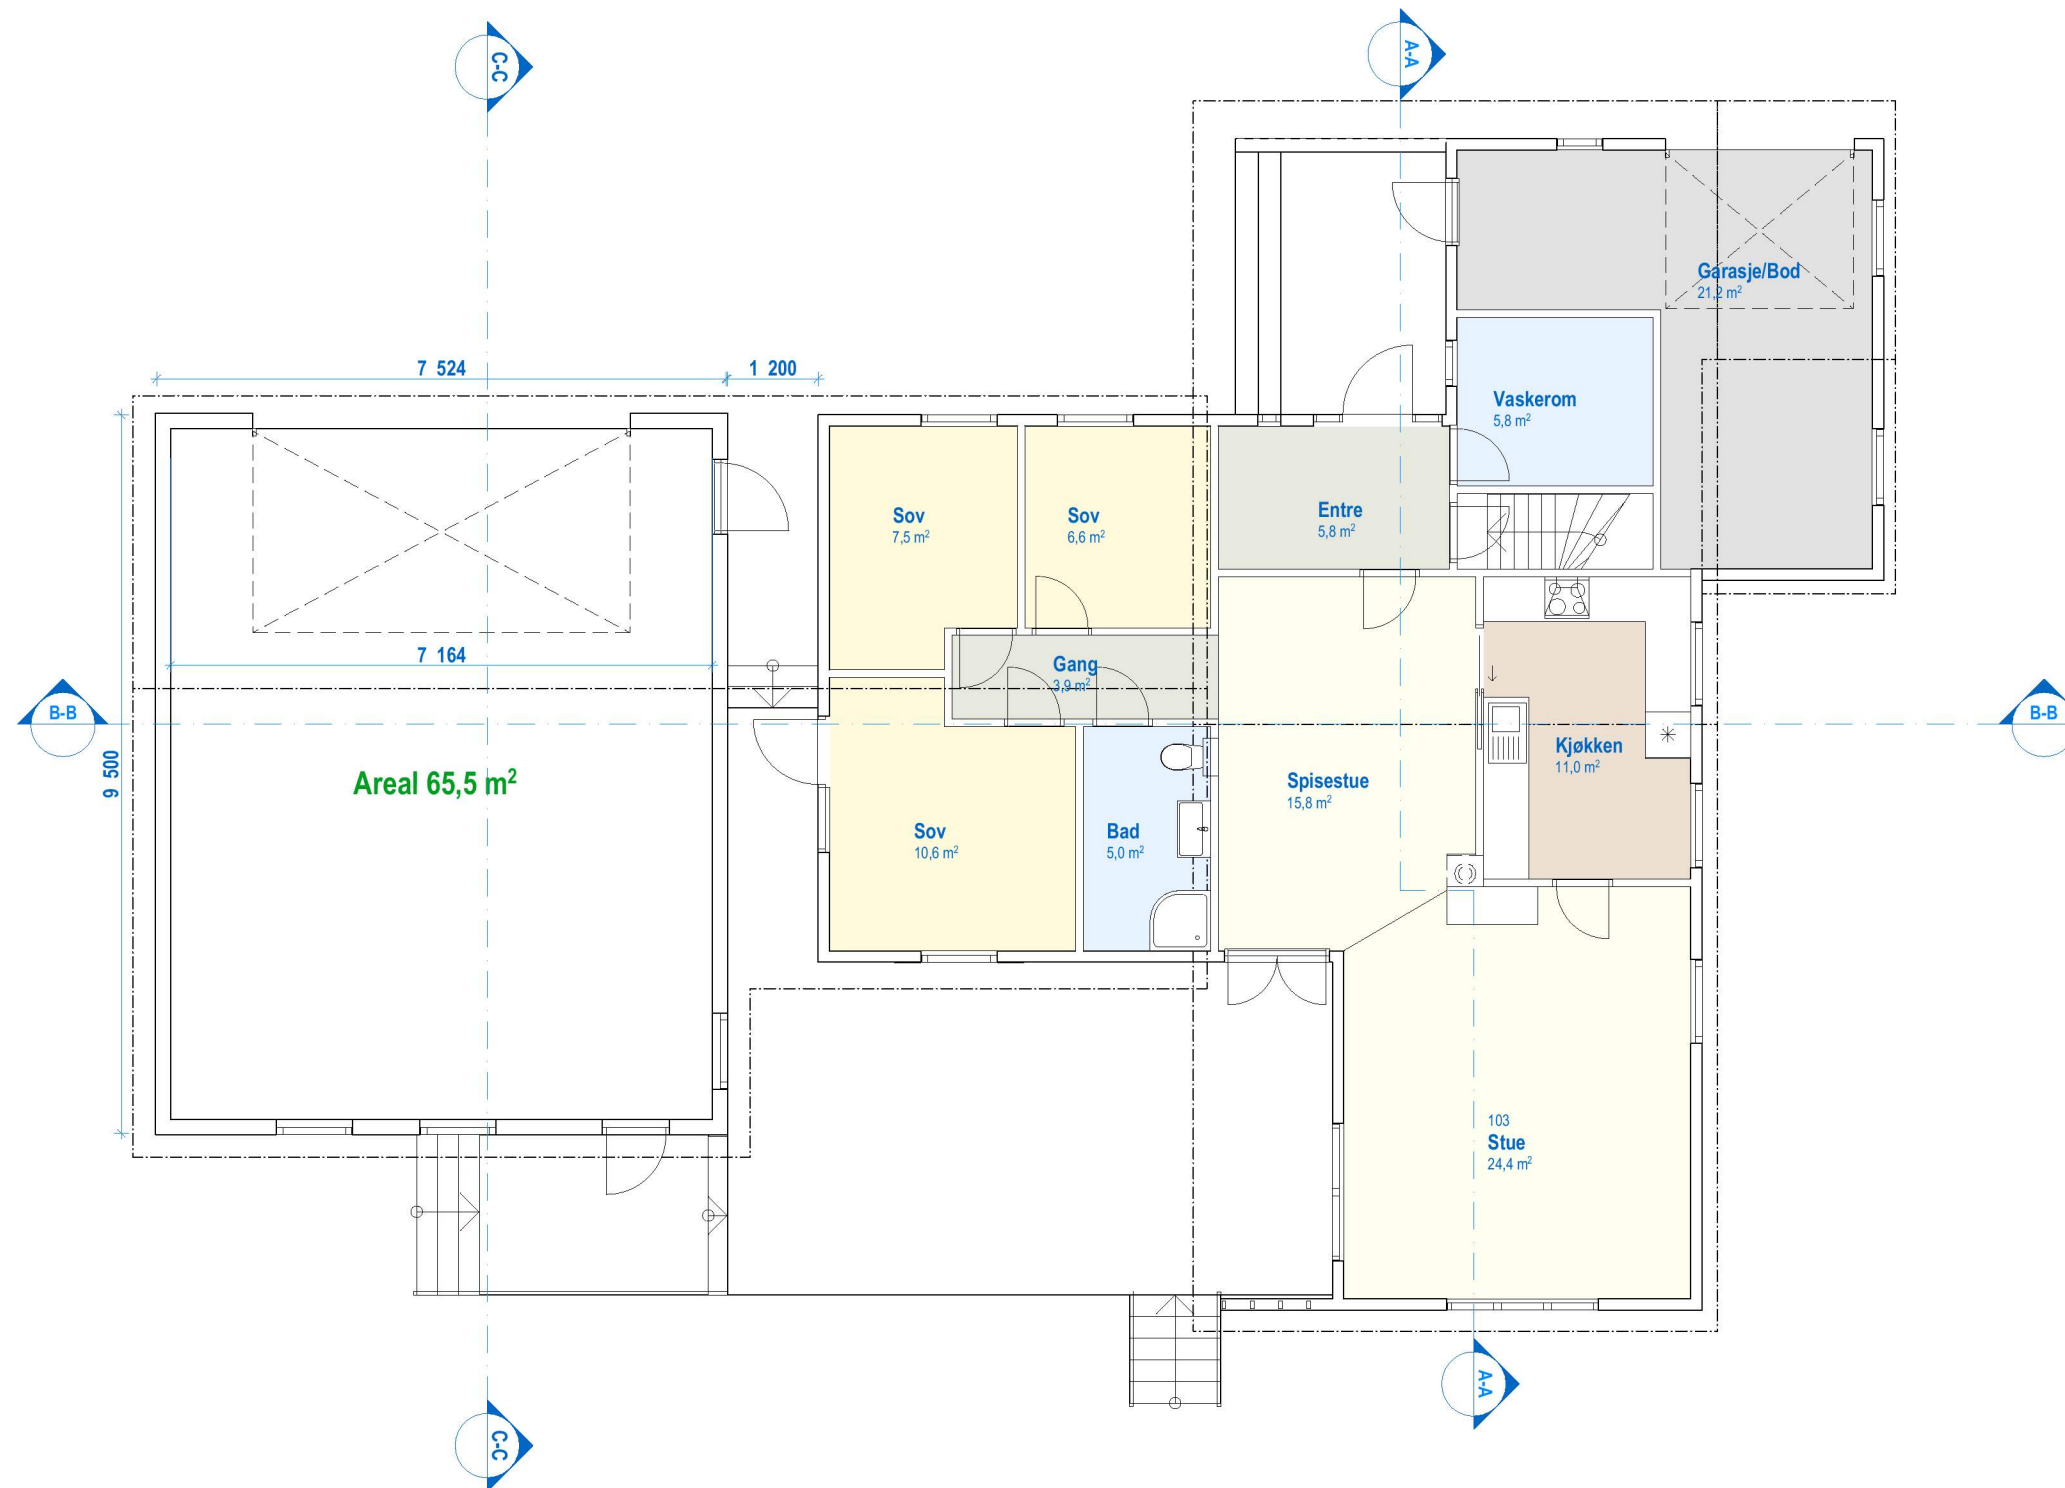 C-C
A-A
Garasje/Bod
21,2 m²
7 524
1 200
Vaskerom
5,8 m²
Sov
7,5 m²
Sov
6,6 m²
Entre
5,8 m²
7 164
Gang
3,9 m²
B-B
B-B
9 500
Areal 65,5 m²
Kjøkken
11,0 m²
Spisestue
15,8 m²
Sov
10,6 m²
Bad
5,0 m²
103
Stue
24,4 m²
A-A
C-C